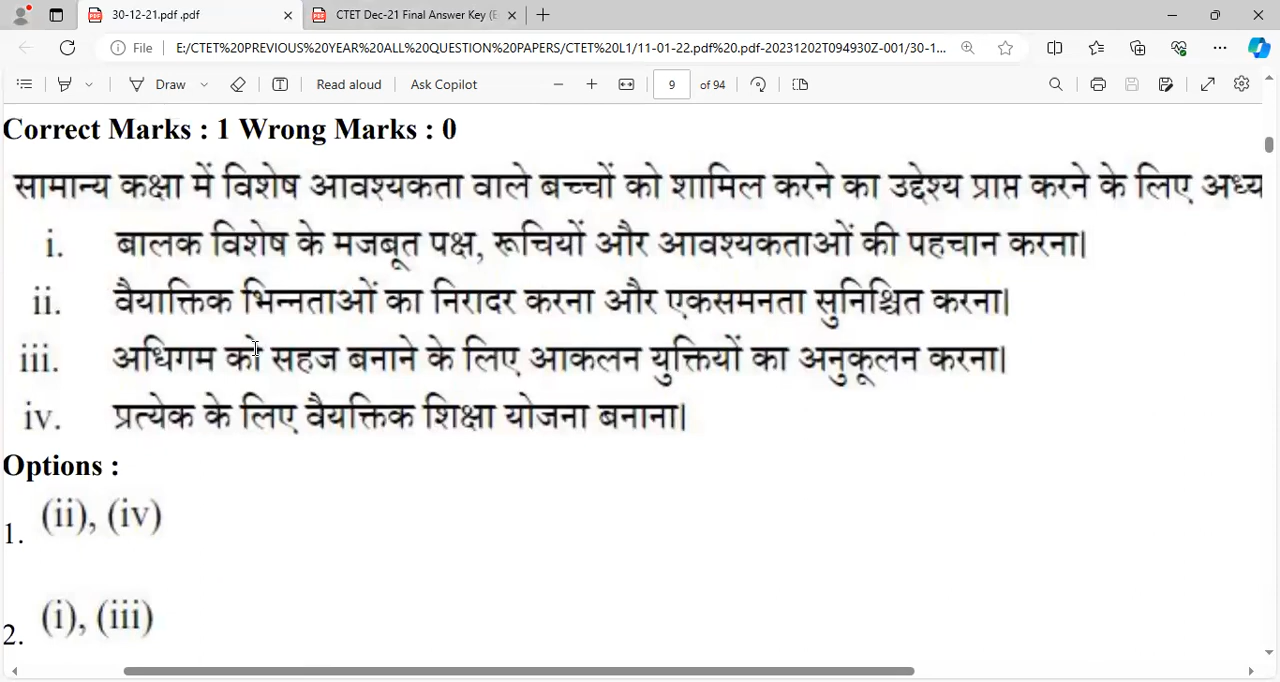 30-12-21.pdf .pdf
CTET Dec-21 Final Answer Key (E
File
E:/CTET%20PREVIOUS%20YEAR%20ALL%20QUESTION%20PAPERS/CTET%20L1/11-01-22.pdf%20.pdf-20231202T094930Z-001/30-1...
Draw
Read aloud
Ask Copilot
9 of 94
Correct Marks : 1 Wrong Marks : 0
सामान्य कक्षा में विशेष आवश्यकता वाले बच्चों को शामिल करने का उद्देश्य प्राप्त करने के लिए अध्य
i. बालक विशेष के मजबूत पक्ष, रूचियों और आवश्यकताओं की पहचान करना।
ii. वैयाक्तिक भिन्नताओं का निरादर करना और एकसमनता सुनिश्चित करना।
iii. अधिगम को सहज बनाने के लिए आकलन युक्तियों का अनुकूलन करना।
iv. प्रत्येक के लिए वैयक्तिक शिक्षा योजना बनाना।
Options :
1. (ii), (iv)
2. (i), (iii)